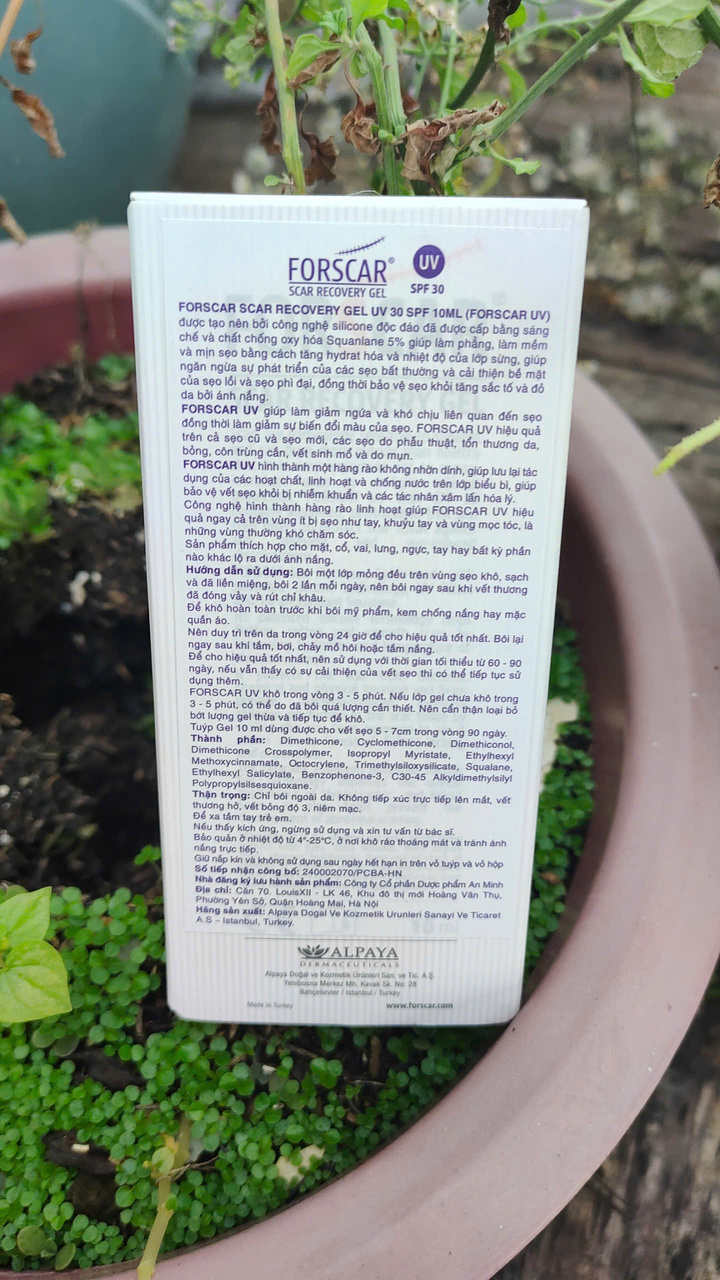 FORSCAR®
SCAR RECOVERY GEL
UV
SPF 30
FORSCAR SCAR RECOVERY GEL UV 30 SPF 10ML (FORSCAR UV)
được tạo nên bởi công nghệ silicone độc đáo đã được cấp bằng sáng
chế và chất chống oxy hóa Squanlane 5% giúp làm phẳng, làm mềm
và mịn sẹo bằng cách tăng hydrat hóa và nhiệt độ của lớp sừng, giúp
ngăn ngừa sự phát triển của các sẹo bất thường và cải thiện bề mặt
của sẹo lồi và sẹo phì đại, đồng thời bảo vệ sẹo khỏi tăng sắc tố và đỏ
da bởi ánh nắng.
FORSCAR UV giúp làm giảm ngứa và khó chịu liên quan đến sẹo
đồng thời làm giảm sự biến đổi màu của sẹo. FORSCAR UV hiệu quả
trên cả sẹo cũ và sẹo mới, các sẹo do phẫu thuật, tổn thương da,
bỏng, côn trùng cắn, vết sinh mổ và do mụn.
FORSCAR UV hình thành một hàng rào không nhờn dính, giúp lưu lại tác
dụng của các hoạt chất, linh hoạt và chống nước trên lớp biểu bì, giúp
bảo vệ vết sẹo khỏi bị nhiễm khuẩn và các tác nhân xâm lấn hóa lý.
Công nghệ hình thành hàng rào linh hoạt giúp FORSCAR UV hiệu
quả ngay cả trên vùng ít bị sẹo như tay, khuỷu tay và vùng mọc tóc, là
những vùng thường khó chăm sóc.
Sản phẩm thích hợp cho mặt, cổ, vai, lưng, ngực, tay hay bất kỳ phần
nào khác lộ ra dưới ánh nắng.
Hướng dẫn sử dụng: Bôi một lớp mỏng đều trên vùng sẹo khô, sạch
và đã liền miệng, bôi 2 lần mỗi ngày, nên bôi ngay sau khi vết thương
đã đóng vảy và rút chỉ khâu.
Để khô hoàn toàn trước khi bôi mỹ phẩm, kem chống nắng hay mặc
quần áo.
Nên duy trì trên da trong vòng 24 giờ để cho hiệu quả tốt nhất. Bôi lại
ngay sau khi tắm, bơi, chảy mồ hôi hoặc tắm nắng.
Để cho hiệu quả tốt nhất, nên sử dụng với thời gian tối thiểu từ 60 - 90
ngày, nếu vẫn thấy có sự cải thiện của vết sẹo thì có thể tiếp tục sử
dụng thêm.
FORSCAR UV khô trong vòng 3 - 5 phút. Nếu lớp gel chưa khô trong
3 - 5 phút, có thể do đã bôi quá lượng cần thiết. Nên cẩn thận loại bỏ
bớt lượng gel thừa và tiếp tục để khô.
Tuýp Gel 10 ml dùng được cho vết sẹo 5 - 7cm trong vòng 90 ngày.
Thành phần: Dimethicone, Cyclomethicone, Dimethiconol,
Dimethicone Crosspolymer, Isopropyl Myristate, Ethylhexyl
Methoxycinnamate, Octocrylene, Trimethylsiloxysilicate, Squalane,
Ethylhexyl Salicylate, Benzophenone-3, C30-45 Alkyldimethylsilyl
Polypropylsilsesquioxane.
Thận trọng: Chỉ bôi ngoài da. Không tiếp xúc trực tiếp lên mắt, vết
thương hở, vết bỏng độ 3, niêm mạc.
Để xa tầm tay trẻ em.
Nếu thấy kích ứng, ngừng sử dụng và xin tư vấn từ bác sĩ.
Bảo quản ở nhiệt độ từ 4°-25°C, ở nơi khô ráo thoáng mát và tránh ánh
nắng trực tiếp.
Giữ nắp kín và không sử dụng sau ngày hết hạn in trên vỏ tuýp và vỏ hộp
Số tiếp nhận công bố: 240002070/PCBA-HN
Nhà đăng ký lưu hành sản phẩm: Công ty Cổ phần Dược phẩm An Minh
Địa chỉ: Căn 70. LouisXII - LK 46, Khu đô thị mới Hoàng Văn Thụ,
Phường Yên Sở, Quận Hoàng Mai, Hà Nội
Hãng sản xuất: Alpaya Dogal Ve Kozmetik Urunleri Sanayi Ve Ticaret
A.S – Istanbul, Turkey.
ALPAYA
DERMACEUTICALS
Alpaya Doğal ve Kozmetik Ürünleri San. ve Tic. A.Ş.
Yenibosna Merkez Mh. Kavak Sk. No: 28
Bahçelievler / Istanbul / Turkey
Made in Turkey
www.forscar.com